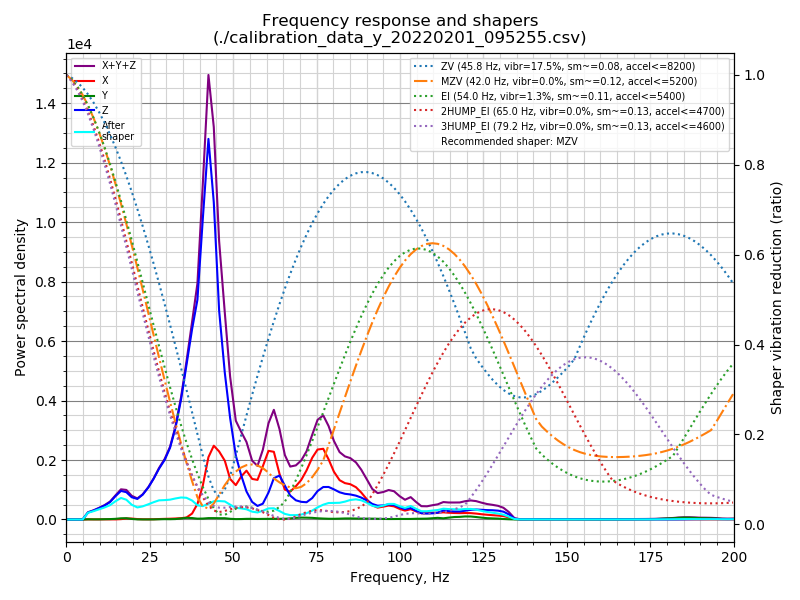 Frequency response and shapers
(./calibration_data_y_20220201_095255.csv)
1e4
X+Y+Z
X
Y
Z
After
shaper
ZV (45.8 Hz, vibr=17.5%, sm~=0.08, accel<=8200)
MZV (42.0 Hz, vibr=0.0%, sm~=0.12, accel<=5200)
EI (54.0 Hz, vibr=1.3%, sm~=0.11, accel<=5400)
2HUMP_EI (65.0 Hz, vibr=0.0%, sm~=0.13, accel<=4700)
3HUMP_EI (79.2 Hz, vibr=0.0%, sm~=0.13, accel<=4600)
Recommended shaper: MZV
Power spectral density
1.4
1.2
1.0
0.8
0.6
0.4
0.2
0.0
1.0
0.8
0.6
0.4
0.2
0.0
Shaper vibration reduction (ratio)
0 25 50 75 100 125 150 175 200
Frequency, Hz